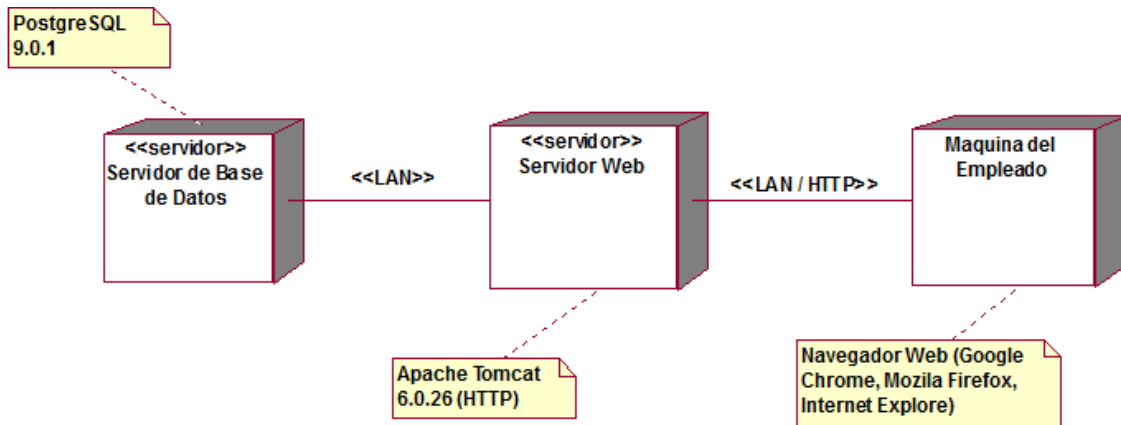 PostgreSQL
9.0.1
<<servidor>>
Servidor de Base
de Datos
<<LAN>>
<<servidor>>
Servidor Web
<<LAN / HTTP>>
Maquina del
Empleado
Apache Tomcat
6.0.26 (HTTP)
Navegador Web (Google
Chrome, Mozila Firefox,
Internet Explore)